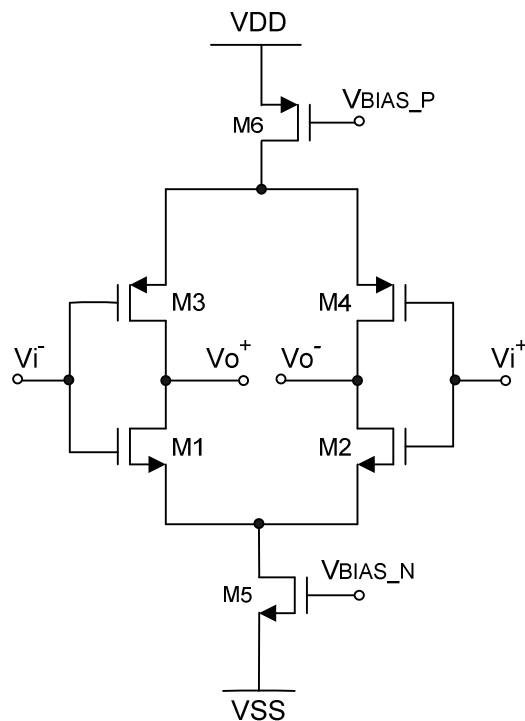 VDD
VBIAS_P
M6
M3 M4
Vi- Vo+ Vo- Vi+
M1 M2
VBIAS_N
M5
VSS